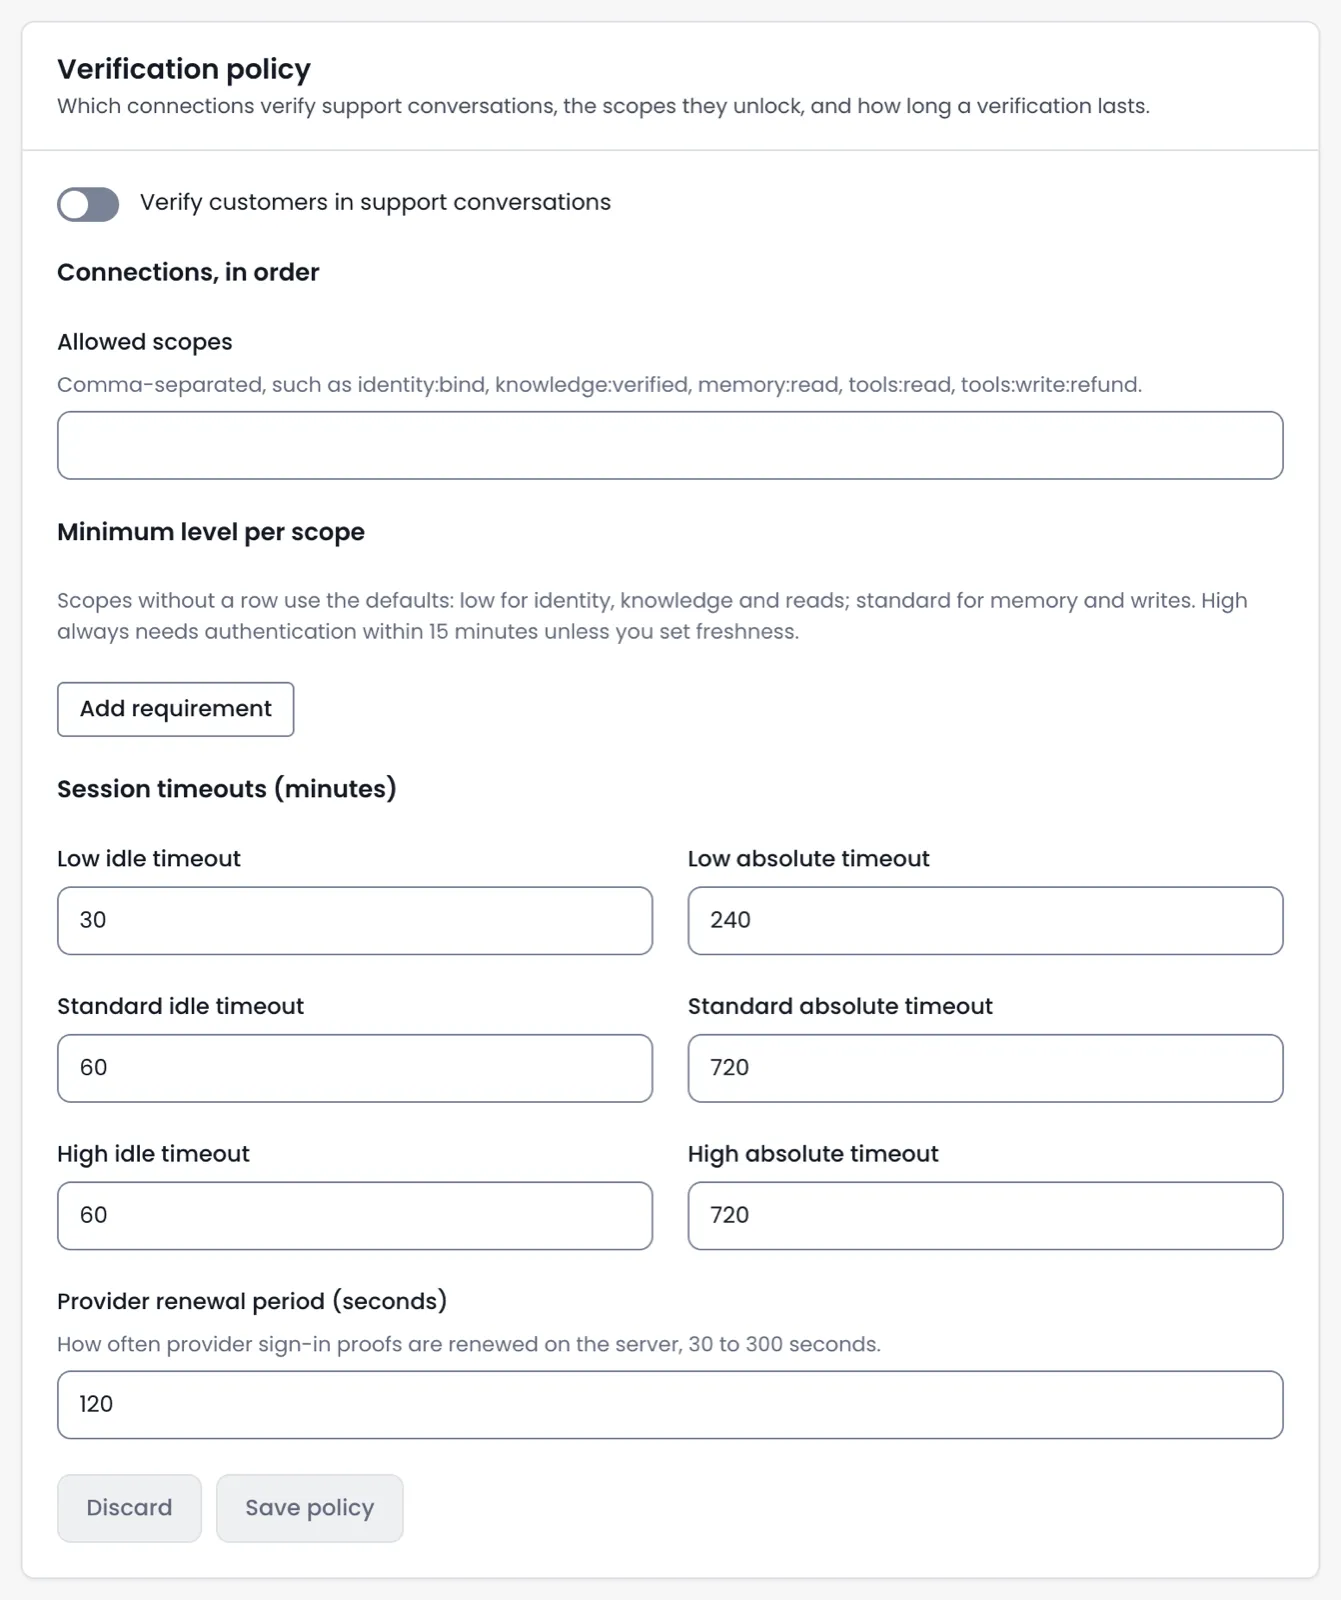 Verification policy
Which connections verify support conversations, the scopes they unlock, and how long a verification lasts.
Verify customers in support conversations
Connections, in order
Allowed scopes
Comma-separated, such as identity:bind, knowledge:verified, memory:read, tools:read, tools:write:refund.
Minimum level per scope
Scopes without a row use the defaults: low for identity, knowledge and reads; standard for memory and writes. High
always needs authentication within 15 minutes unless you set freshness.
Add requirement
Session timeouts (minutes)
Low idle timeout
Low absolute timeout
30
240
Standard idle timeout
Standard absolute timeout
60
720
High idle timeout
High absolute timeout
60
720
Provider renewal period (seconds)
How often provider sign-in proofs are renewed on the server, 30 to 300 seconds.
120
Discard
Save policy